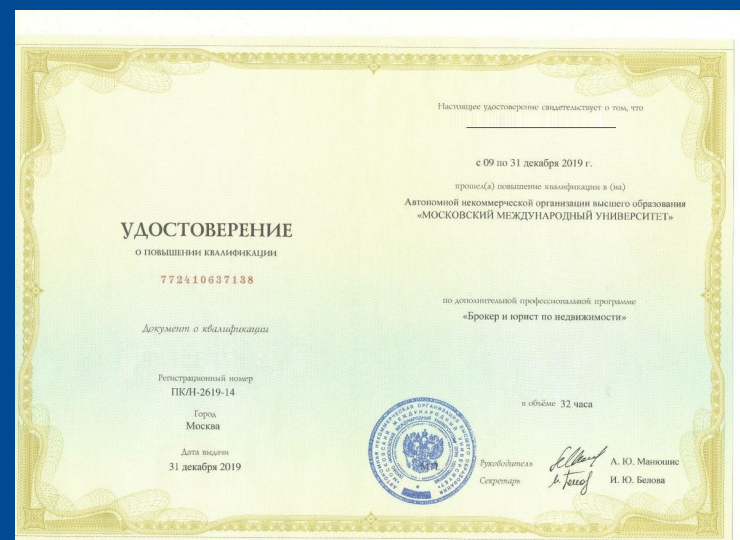 УДОСТОВЕРЕНИЕ
О ПОВЫШЕНИИ КВАЛИФИКАЦИИ
772410637138
Документ о квалификации
Регистрационный номер
ПК/Н-2619-14
Город
Москва
Дата выдачи
31 декабря 2019
Настоящее удостоверение свидетельствует о том, что
с 09 по 31 декабря 2019 г.
прошел(а) повышение квалификации в (на)
Автономной некоммерческой организации высшего образования
«МОСКОВСКИЙ МЕЖДУНАРОДНЫЙ УНИВЕРСИТЕТ»
по дополнительной профессиональной программе
«Брокер и юрист по недвижимости»
в объёме 32 часа
М.П.
Руководитель А. Ю. Манюшис
Секретарь И. Ю. Белова